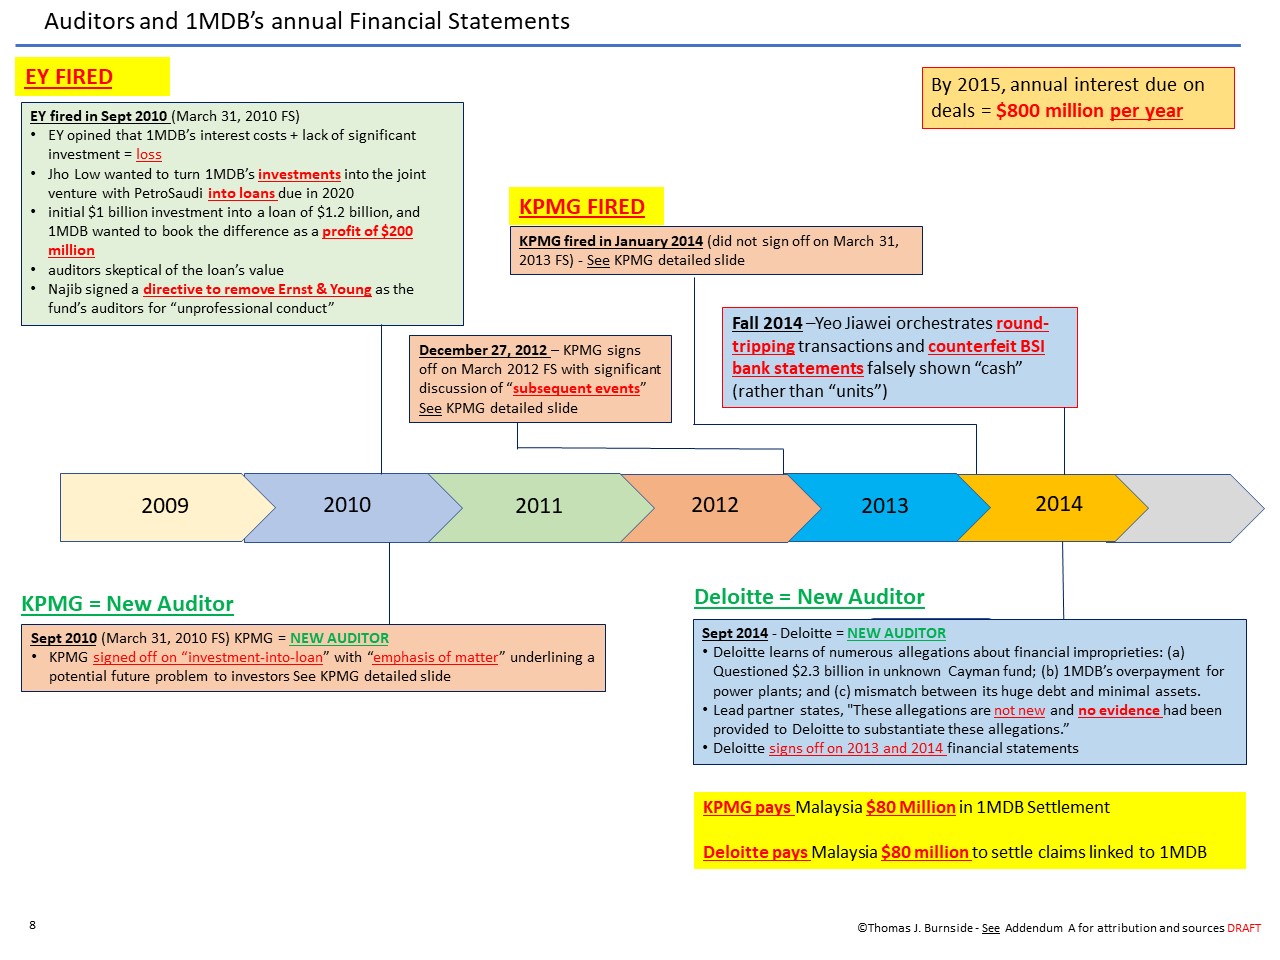 Auditors and 1MDB’s annual Financial Statements
EY FIRED
EY fired in Sept 2010 (March 31, 2010 FS)
• EY opined that 1MDB’s interest costs + lack of significant
investment = loss
• Jho Low wanted to turn 1MDB’s investments into the joint
venture with PetroSaudi into loans due in 2020
• initial $1 billion investment into a loan of $1.2 billion, and
1MDB wanted to book the difference as a profit of $200
million
• auditors skeptical of the loan’s value
• Najib signed a directive to remove Ernst & Young as the
fund’s auditors for “unprofessional conduct”
By 2015, annual interest due on
deals = $800 million per year
KPMG FIRED
KPMG fired in January 2014 (did not sign off on March 31,
2013 FS) - See KPMG detailed slide
December 27, 2012 – KPMG signs
off on March 2012 FS with significant
discussion of “subsequent events”
See KPMG detailed slide
Fall 2014 –Yeo Jiawei orchestrates round-
tripping transactions and counterfeit BSI
bank statements falsely shown “cash”
(rather than “units”)
2009
2010
2011
2012
2013
2014
KPMG = New Auditor
Sept 2010 (March 31, 2010 FS) KPMG = NEW AUDITOR
• KPMG signed off on “investment-into-loan” with “emphasis of matter” underlining a
potential future problem to investors See KPMG detailed slide
Deloitte = New Auditor
Sept 2014 - Deloitte = NEW AUDITOR
• Deloitte learns of numerous allegations about financial improprieties: (a)
Questioned $2.3 billion in unknown Cayman fund; (b) 1MDB’s overpayment for
power plants; and (c) mismatch between its huge debt and minimal assets.
• Lead partner states, "These allegations are not new and no evidence had been
provided to Deloitte to substantiate these allegations.”
• Deloitte signs off on 2013 and 2014 financial statements
KPMG pays Malaysia $80 Million in 1MDB Settlement
Deloitte pays Malaysia $80 million to settle claims linked to 1MDB
8
©Thomas J. Burnside - See Addendum A for attribution and sources DRAFT